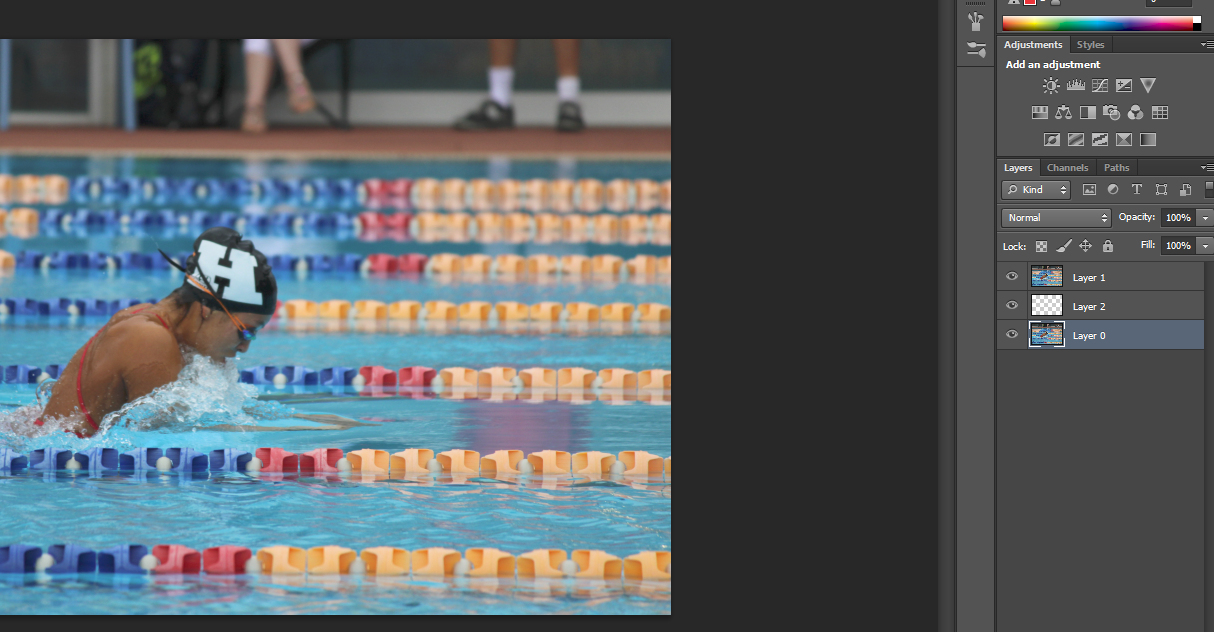 Adjustments Styles
Add an adjustment
Layers Channels Paths
Kind
Normal Opacity: 100%
Lock: Fill: 100%
Layer 1
Layer 2
Layer 0
H